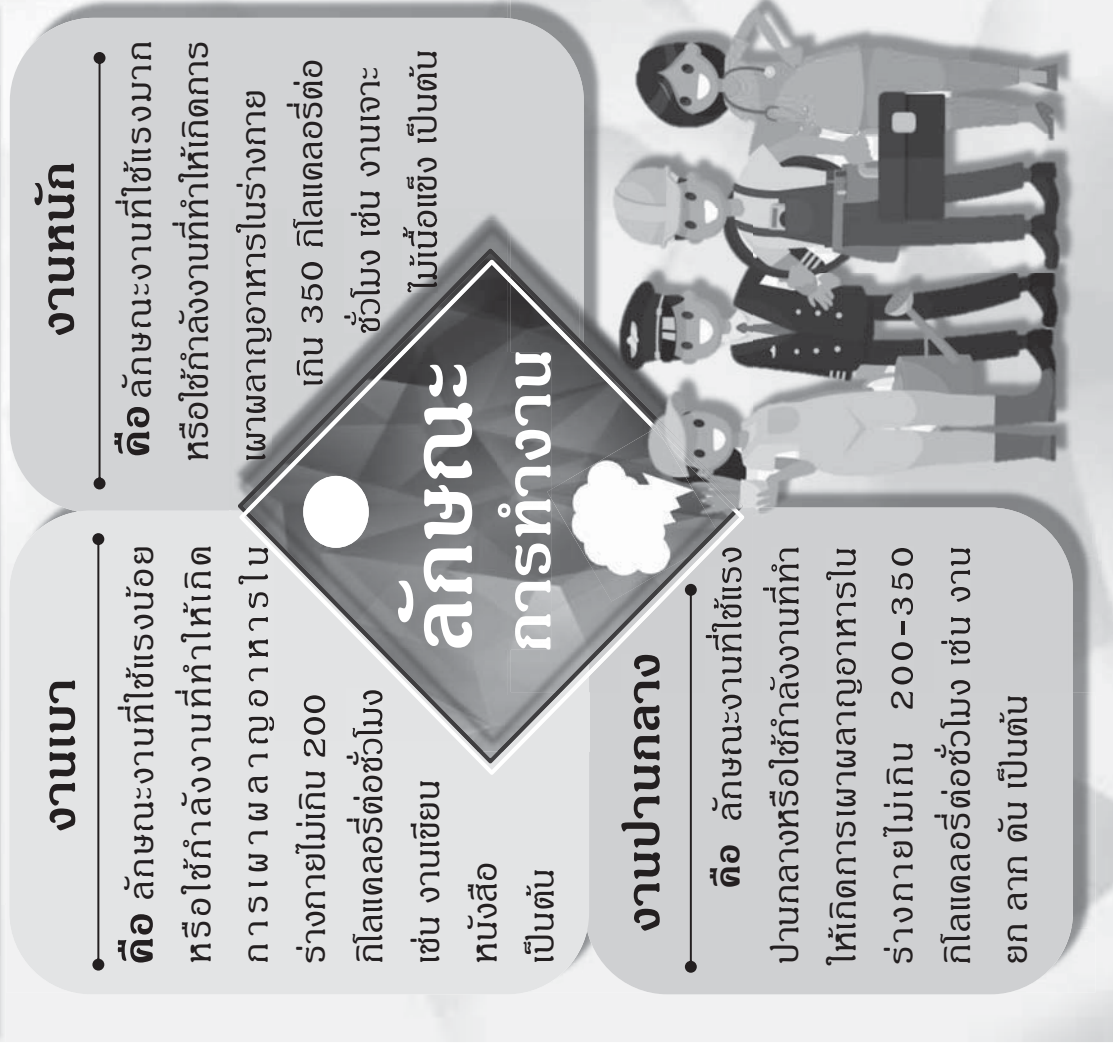 ลักษณะ
การทำงาน
งานเบา
คือ ลักษณะงานที่ใช้แรงน้อย
หรือใช้กำลังงานที่ทำให้เกิด
การเผาผลาญอาหารใน
ร่างกายไม่เกิน 200
กิโลแคลอรี่ต่อชั่วโมง
เช่น งานเขียน
หนังสือ
เป็นต้น
งานหนัก
คือ ลักษณะงานที่ใช้แรงมาก
หรือใช้กำลังงานที่ทำให้เกิดการ
เผาผลาญอาหารในร่างกาย
เกิน 350 กิโลแคลอรี่ต่อ
ชั่วโมง เช่น งานเจาะ
ไม้เนื้อแข็ง เป็นต้น
งานปานกลาง
คือ ลักษณะงานที่ใช้แรง
ปานกลางหรือใช้กำลังงานที่ทำ
ให้เกิดการเผาผลาญอาหารใน
ร่างกายไม่เกิน 200-350
กิโลแคลอรี่ต่อชั่วโมง เช่น งาน
ยก ลาก ดัน เป็นต้น